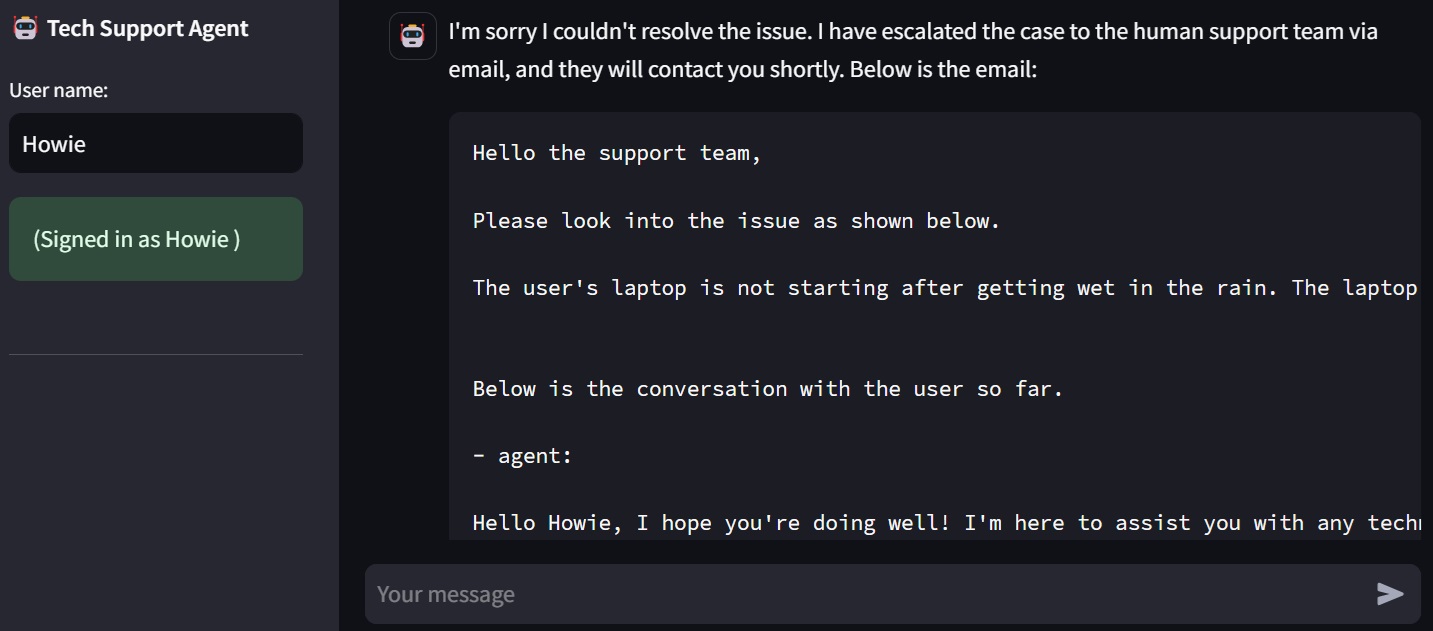 Tech Support Agent
User name:
Howie
(Signed in as Howie )
I'm sorry I couldn't resolve the issue. I have escalated the case to the human support team via
email, and they will contact you shortly. Below is the email:
Hello the support team,
Please look into the issue as shown below.
The user's laptop is not starting after getting wet in the rain. The laptop
Below is the conversation with the user so far.
- agent:
Hello Howie, I hope you're doing well! I'm here to assist you with any
Your message